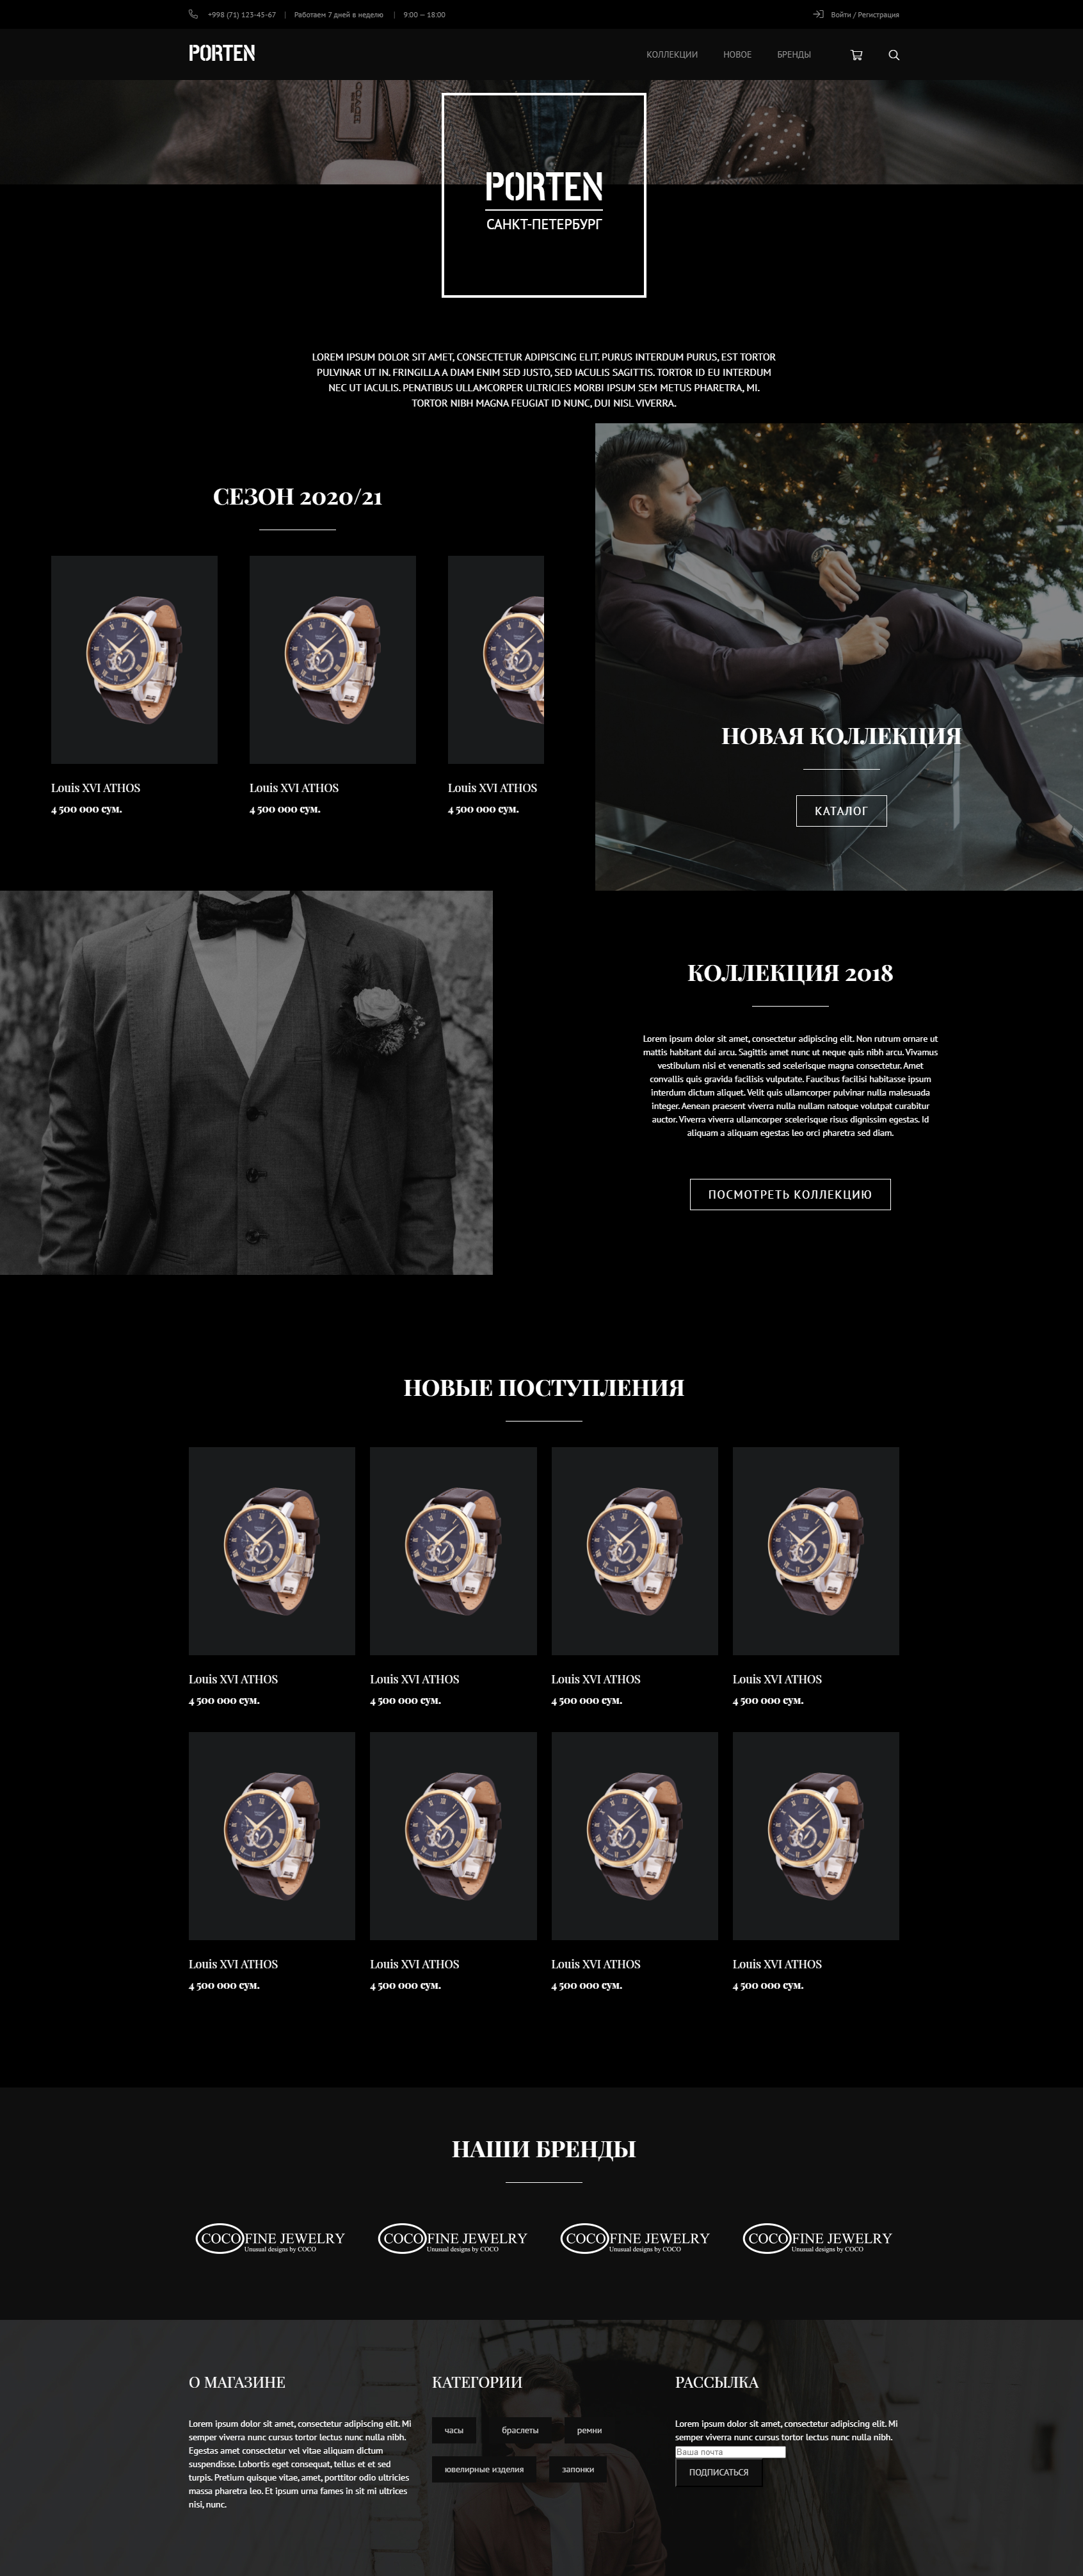 +998 (71) 123-45-67 | Работаем 7 дней в неделю | 9:00 – 18:00
Войти / Регистрация
PORTEN
КОЛЛЕКЦИИ НОВОЕ БРЕНДЫ
PORTEN
САНКТ-ПЕТЕРБУРГ
LOREM IPSUM DOLOR SIT AMET, CONSECTETUR ADIPISCING ELIT. PURUS INTERDUM PURUS, EST TORTOR
PULVINAR UT IN. FRINGILLA A DIAM ENIM SED JUSTO, SED IACULIS SAGITTIS. TORTOR ID EU INTERDUM
NEC UT IACULIS. PENATIBUS ULLAMCORPER ULTRICIES MORBI IPSUM SEM METUS PHARETRA, MI.
TORTOR NIBH MAGNA FEUGIAT ID NUNC, DUI NISL VIVERRA.
СЕЗОН 2020/21
Louis XVI ATHOS
4 500 000 сум.
Louis XVI ATHOS
4 500 000 сум.
Louis XVI ATHOS
4 500 000 сум.
НОВАЯ КОЛЛЕКЦИЯ
КАТАЛОГ
КОЛЛЕКЦИЯ 2018
Lorem ipsum dolor sit amet, consectetur adipiscing elit. Non rutrum ornare ut
mattis habitant dui arcu. Sagittis amet nunc ut neque quis nibh arcu. Vivamus
vestibulum nisi et venenatis sed scelerisque magna consectetur. Amet
convallis quis gravida facilisis vulputate. Faucibus facilisi habitasse ipsum
interdum dictum aliquet. Velit quis ullamcorper pulvinar nulla malesuada
integer. Aenean praesent viverra nulla nullam natoque volutpat curabitur
auctor. Viverra viverra ullamcorper scelerisque risus dignissim egestas. Id
aliquam a aliquam egestas leo orci pharetra sed diam.
ПОСМОТРЕТЬ КОЛЛЕКЦИЮ
НОВЫЕ ПОСТУПЛЕНИЯ
Louis XVI ATHOS
4 500 000 сум.
Louis XVI ATHOS
4 500 000 сум.
Louis XVI ATHOS
4 500 000 сум.
Louis XVI ATHOS
4 500 000 сум.
Louis XVI ATHOS
4 500 000 сум.
Louis XVI ATHOS
4 500 000 сум.
Louis XVI ATHOS
4 500 000 сум.
Louis XVI ATHOS
4 500 000 сум.
НАШИ БРЕНДЫ
COCO FINE JEWELRY
Unusual designs by COCO
COCO FINE JEWELRY
Unusual designs by COCO
COCO FINE JEWELRY
Unusual designs by COCO
COCO FINE JEWELRY
Unusual designs by COCO
О МАГАЗИНЕ
Lorem ipsum dolor sit amet, consectetur adipiscing elit. Mi
semper viverra nunc cursus tortor lectus nunc nulla nibh.
Egestas amet consectetur vel vitae aliquam dictum
suspendisse. Lobortis eget consequat, tellus et et sed
turpis. Pretium quisque vitae, amet, porttitor odio ultricies
massa pharetra leo. Et ipsum urna fames in sit mi ultrices
nisi, nunc.
КАТЕГОРИИ
часы
браслеты
ремни
ювелирные изделия
запонки
РАССЫЛКА
Lorem ipsum dolor sit amet, consectetur adipiscing elit. Mi
semper viverra nunc cursus tortor lectus nunc nulla nibh.
Ваша почта
ПОДПИСАТЬСЯ